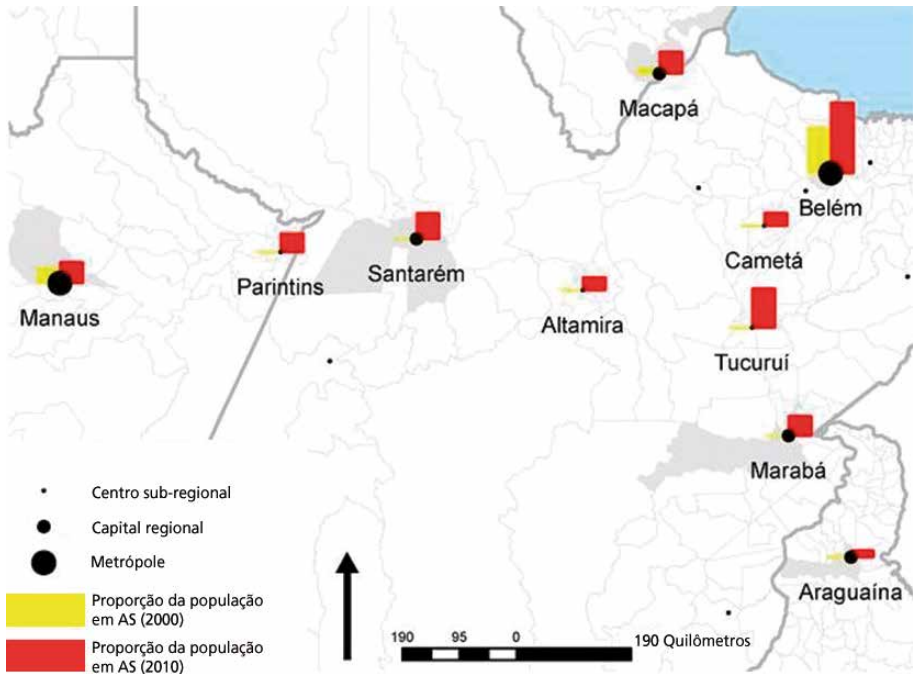 Macapá
Belém
Cametá
Santarém
Parintins
Manaus
Altamira
Tucuruí
Marabá
Araguaína
Centro sub-regional
Capital regional
Metrópole
Proporção da população
em AS (2000)
Proporção da população
em AS (2010)
190 95 0 190 Quilômetros